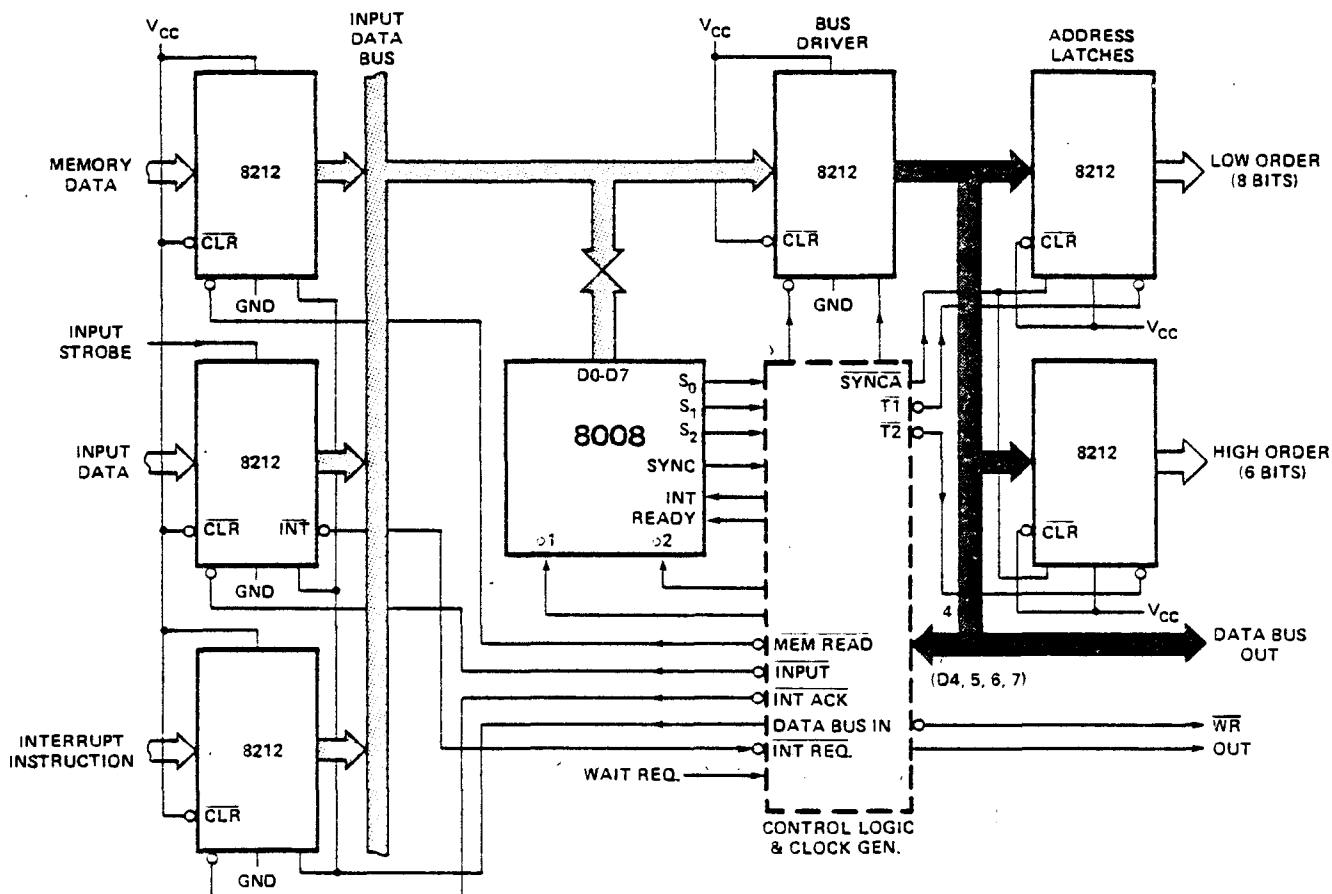 VCC
INPUT
DATA
BUS
BUS
DRIVER
VCC
ADDRESS
LATCHES
MEMORY
DATA
8212
CLR
GND
8212
CLR
GND
8212
CLR
VCC
LOW ORDER
(8 BITS)
INPUT
STROBE
INPUT
DATA
8212
CLR
INT
GND
D0-D7
8008
S0
S1
S2
SYNC
INT
READY
φ1
φ2
SYNCA
T1
T2
8212
CLR
VCC
HIGH ORDER
(6 BITS)
4
DATA BUS
OUT
(D4, 5, 6, 7)
MEM READ
INPUT
INT ACK
DATA BUS IN
INT REQ.
WAIT REQ.
WR
OUT
INTERRUPT
INSTRUCTION
8212
CLR
GND
CONTROL LOGIC
& CLOCK GEN.